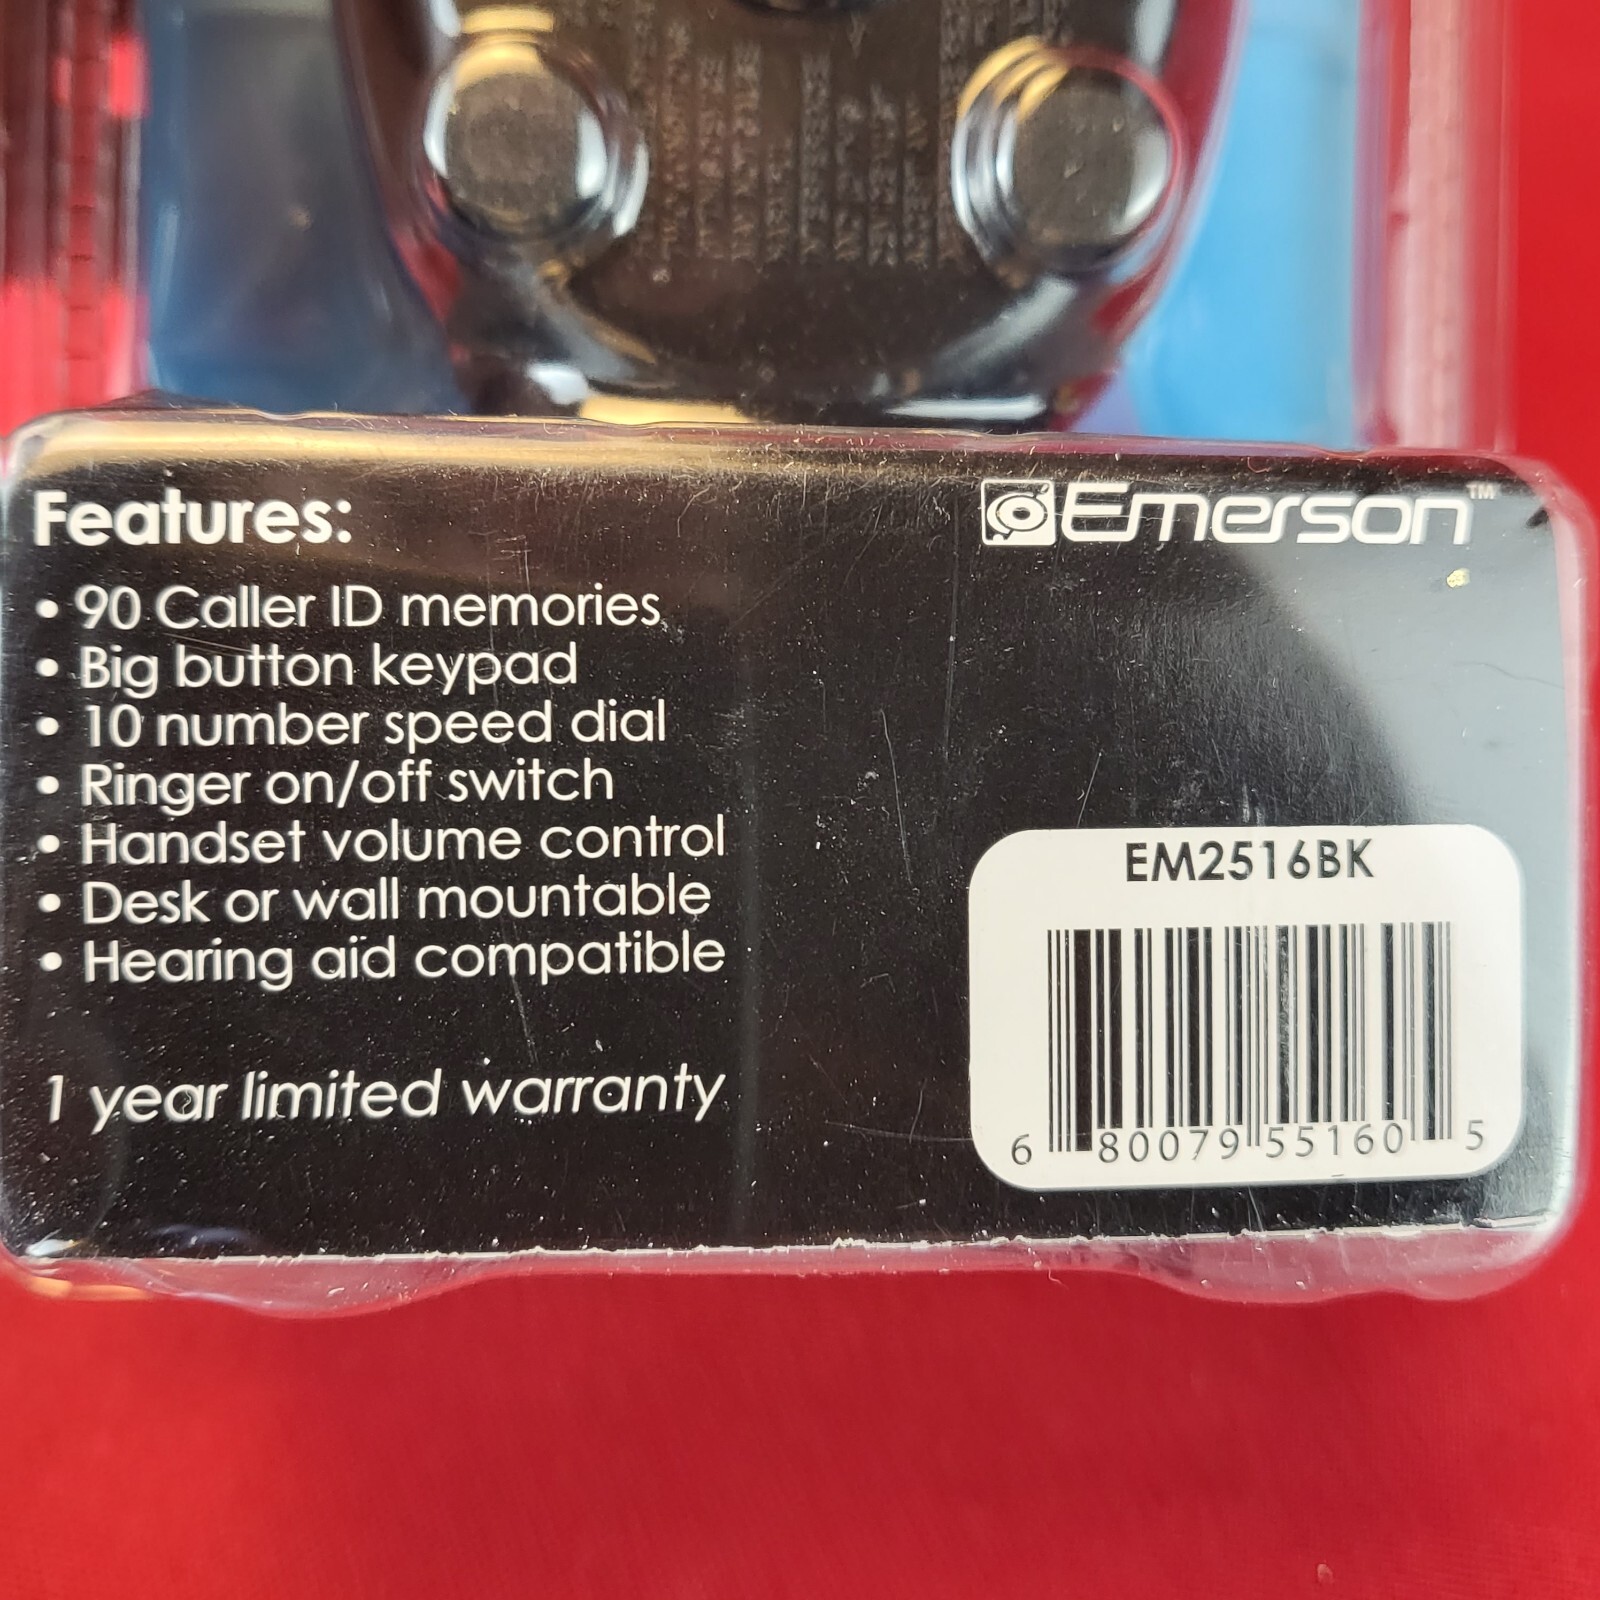 Features:
• 90 Caller ID memories
• Big button keypad
• 10 number speed dial
• Ringer on/off switch
• Handset volume control
• Desk or wall mountable
• Hearing aid compatible
1 year limited warranty
Emerson™
EM2516BK
6 80079 55160 5